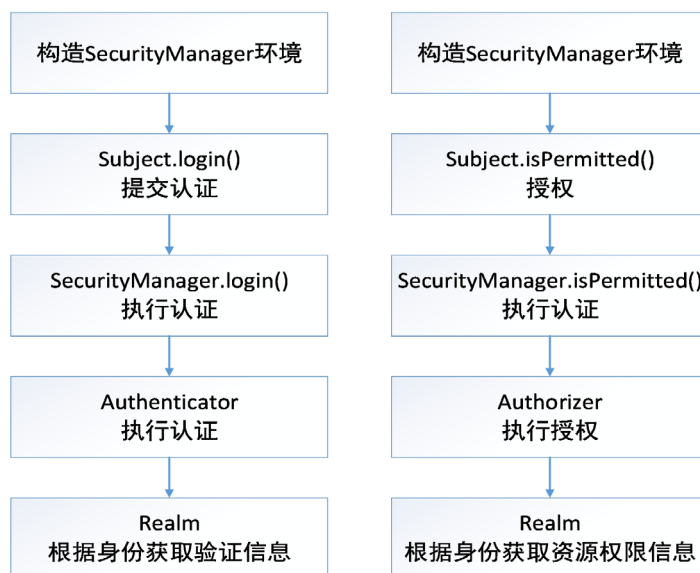 构造SecurityManager环境
Subject.login()
提交认证
SecurityManager.login()
执行认证
Authenticator
执行认证
Realm
根据身份获取验证信息
构造SecurityManager环境
Subject.isPermitted()
授权
SecurityManager.isPermitted()
执行认证
Authorizer
执行授权
Realm
根据身份获取资源权限信息